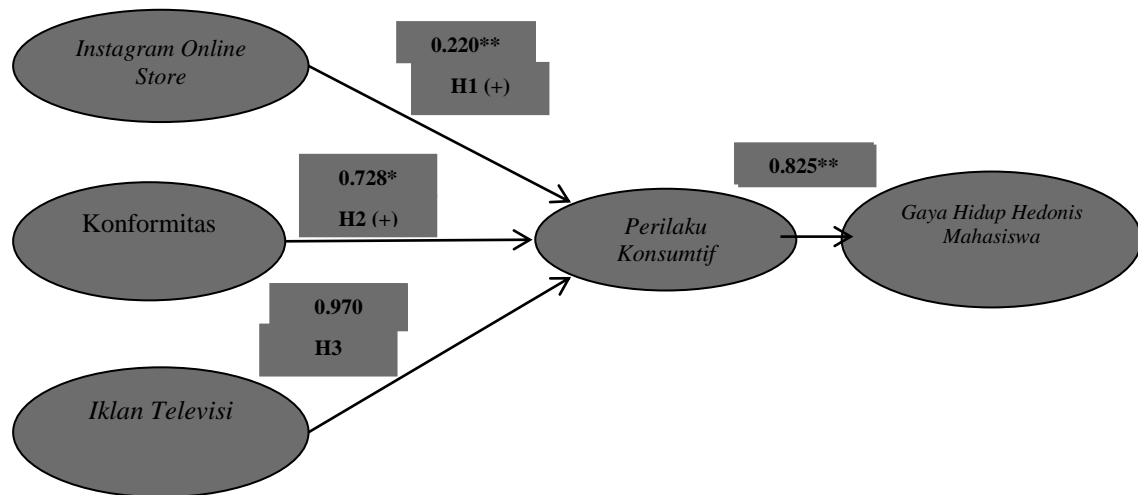 Instagram Online
Store
0.220**
H1 (+)
Konformitas
0.728*
H2 (+)
Iklan Televisi
0.970
H3
Perilaku
Konsumtif
0.825**
Gaya Hidup Hedonis
Mahasiswa